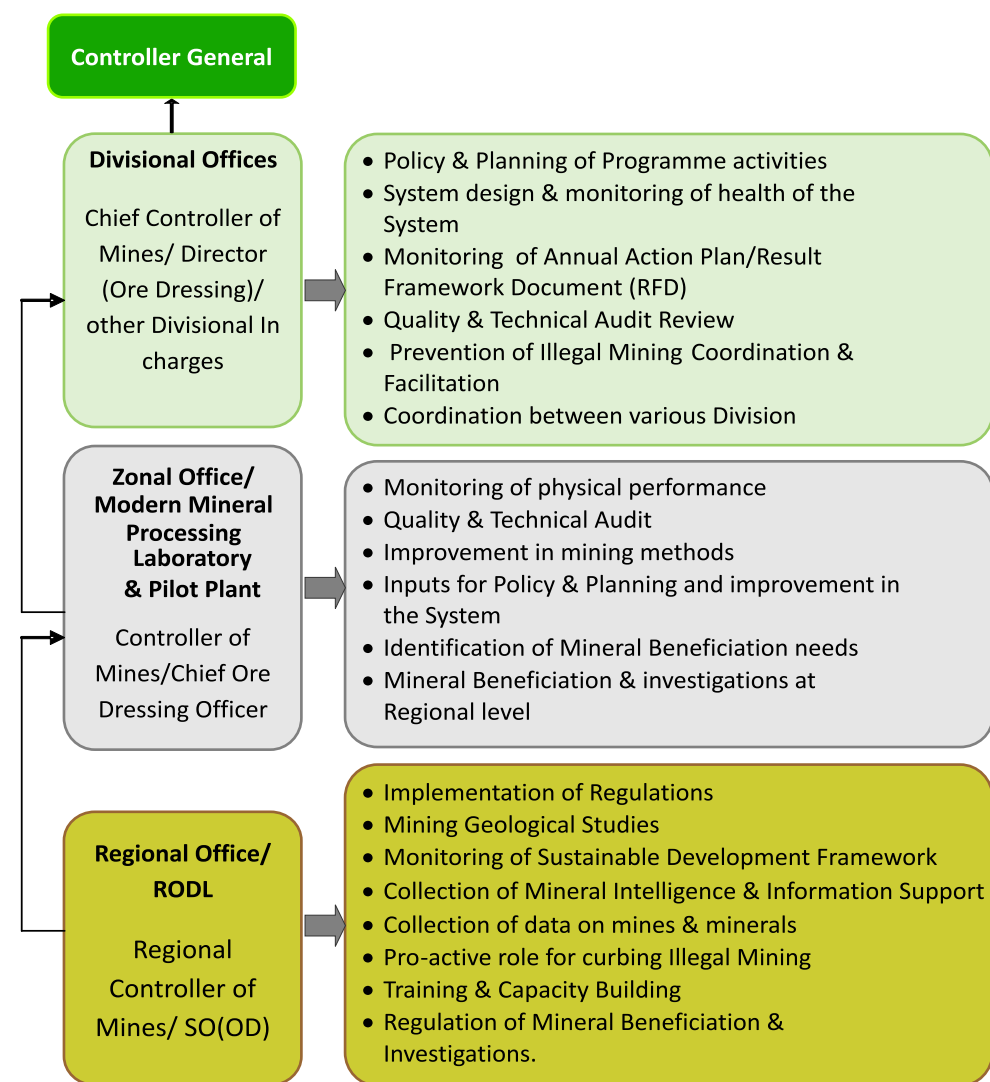 Controller General
Divisional Offices
Chief Controller of
Mines/ Director
(Ore Dressing)/
other Divisional In
charges
• Policy & Planning of Programme activities
• System design & monitoring of health of the
System
• Monitoring of Annual Action Plan/Result
Framework Document (RFD)
• Quality & Technical Audit Review
• Prevention of Illegal Mining Coordination &
Facilitation
• Coordination between various Division
Zonal Office/
Modern Mineral
Processing
Laboratory
& Pilot Plant
Controller of
Mines/Chief Ore
Dressing Officer
• Monitoring of physical performance
• Quality & Technical Audit
• Improvement in mining methods
• Inputs for Policy & Planning and improvement in
the System
• Identification of Mineral Beneficiation needs
• Mineral Beneficiation & investigations at
Regional level
Regional Office/
RODL
Regional
Controller of
Mines/ SO(OD)
• Implementation of Regulations
• Mining Geological Studies
• Monitoring of Sustainable Development Framework
• Collection of Mineral Intelligence & Information Support
• Collection of data on mines & minerals
• Pro-active role for curbing Illegal Mining
• Training & Capacity Building
• Regulation of Mineral Beneficiation &
Investigations.